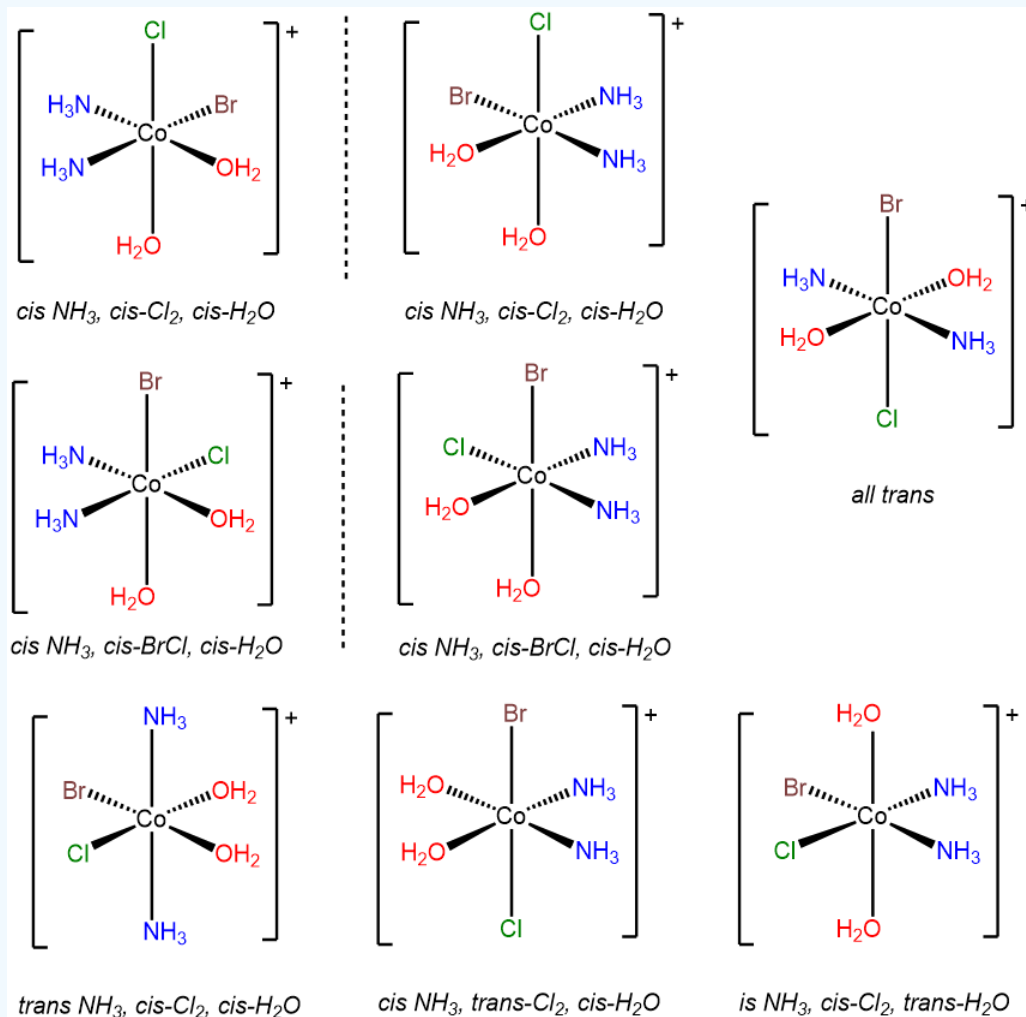 Cl
+
H₃N
Br
Co
H₃N
OH₂
H₂O
cis NH₃, cis-Cl₂, cis-H₂O
Cl
+
Br
NH₃
Co
H₂O
NH₃
H₂O
cis NH₃, cis-Cl₂, cis-H₂O
Br
+
H₃N
OH₂
Co
H₂O
NH₃
Cl
all trans
Br
+
H₃N
Cl
Co
H₃N
OH₂
H₂O
cis NH₃, cis-BrCl, cis-H₂O
Br
+
Cl
NH₃
Co
H₂O
NH₃
H₂O
cis NH₃, cis-BrCl, cis-H₂O
NH₃
+
Br
OH₂
Co
Cl
OH₂
NH₃
trans NH₃, cis-Cl₂, cis-H₂O
Br
+
H₂O
NH₃
Co
H₂O
NH₃
Cl
cis NH₃, trans-Cl₂, cis-H₂O
H₂O
+
Br
NH₃
Co
Cl
NH₃
H₂O
is NH₃, cis-Cl₂, trans-H₂O